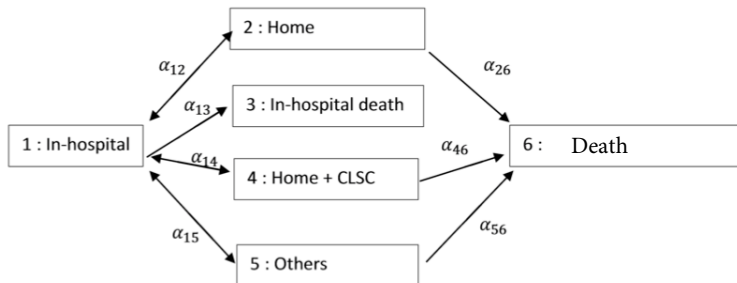 2 : Home
α12
α26
α13
3 : In-hospital death
1 : In-hospital
α14
α46
6 : Death
4 : Home + CLSC
α15
α56
5 : Others